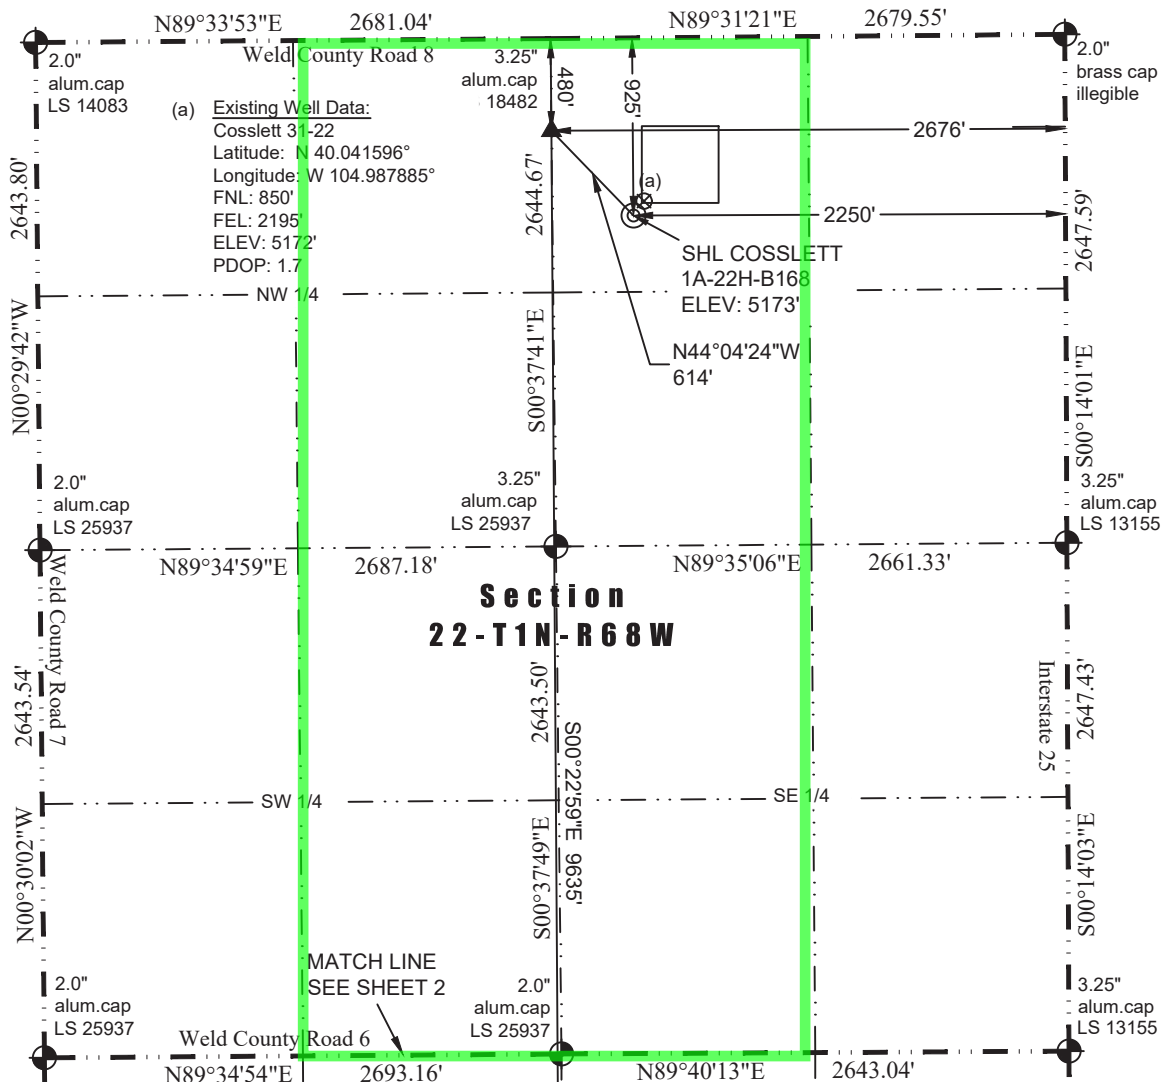 N89°33'53"E 2681.04' N89°31'21"E 2679.55'
Weld County Road 8
2.0"
alum.cap
LS 14083
3.25"
alum.cap
18482
2.0"
brass cap
illegible
(a) Existing Well Data:
Cosslett 31-22
Latitude: N 40.041596°
Longitude: W 104.987885°
FNL: 850'
FEL: 2195'
ELEV: 5172'
PDOP: 1.7
480'
925'
2676'
(a)
2250'
SHL COSSLETT
1A-22H-B168
ELEV: 5173'
N44°04'24"W
614'
2643.80'
2644.67'
2647.59'
NW 1/4
N00°29'42"W
S00°37'41"E
S00°14'01"E
2.0"
alum.cap
LS 25937
3.25"
alum.cap
LS 25937
3.25"
alum.cap
LS 13155
N89°34'59"E 2687.18' N89°35'06"E 2661.33'
Section
22-T1N-R68W
Weld County Road 7
2643.54'
2643.50'
S00°22'59"E 9635'
Interstate 25
2647.43'
SW 1/4
SE 1/4
N00°30'02"W
S00°37'49"E
S00°14'03"E
MATCH LINE
SEE SHEET 2
2.0"
alum.cap
LS 25937
2.0"
alum.cap
LS 25937
3.25"
alum.cap
LS 13155
Weld County Road 6
N89°34'54"E 2693.16' N89°40'13"E 2643.04'